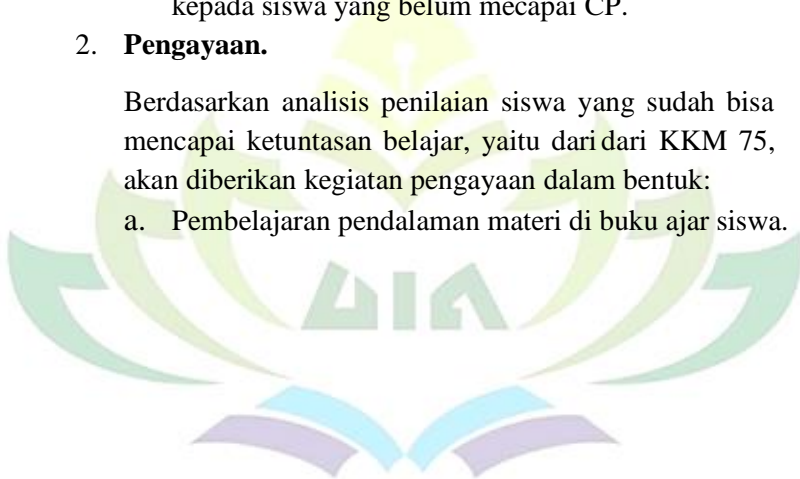 kepada siswa yang belum mecapai CP.
2. Pengayaan.
Berdasarkan analisis penilaian siswa yang sudah bisa
mencapai ketuntasan belajar, yaitu dari dari KKM 75,
akan diberikan kegiatan pengayaan dalam bentuk:
a. Pembelajaran pendalaman materi di buku ajar siswa.
UIN